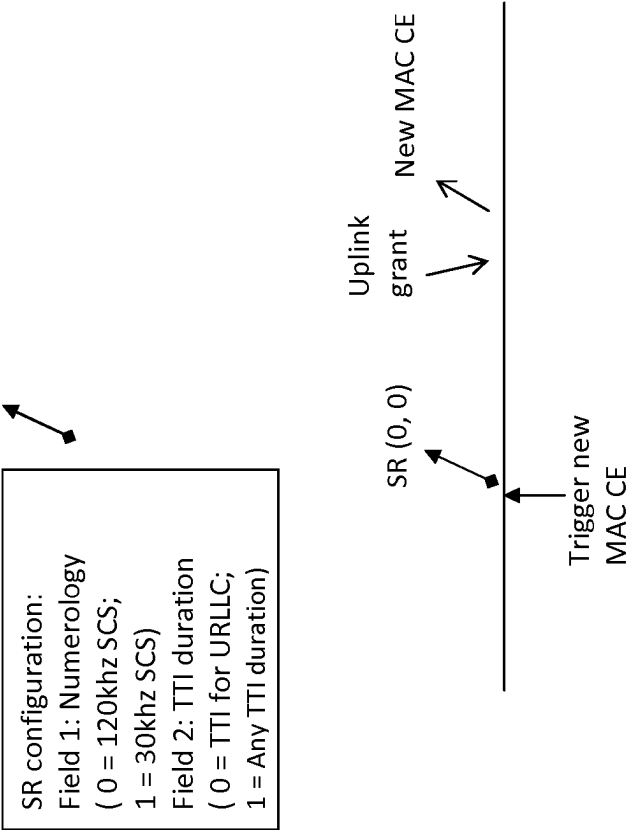 SR configuration:
Field 1: Numerology
( 0 = 120khz SCS;
1 = 30khz SCS)
Field 2: TTI duration
( 0 = TTI for URLLC;
1 = Any TTI duration)
Trigger new
MAC CE
SR (0, 0)
Uplink
grant
New MAC CE